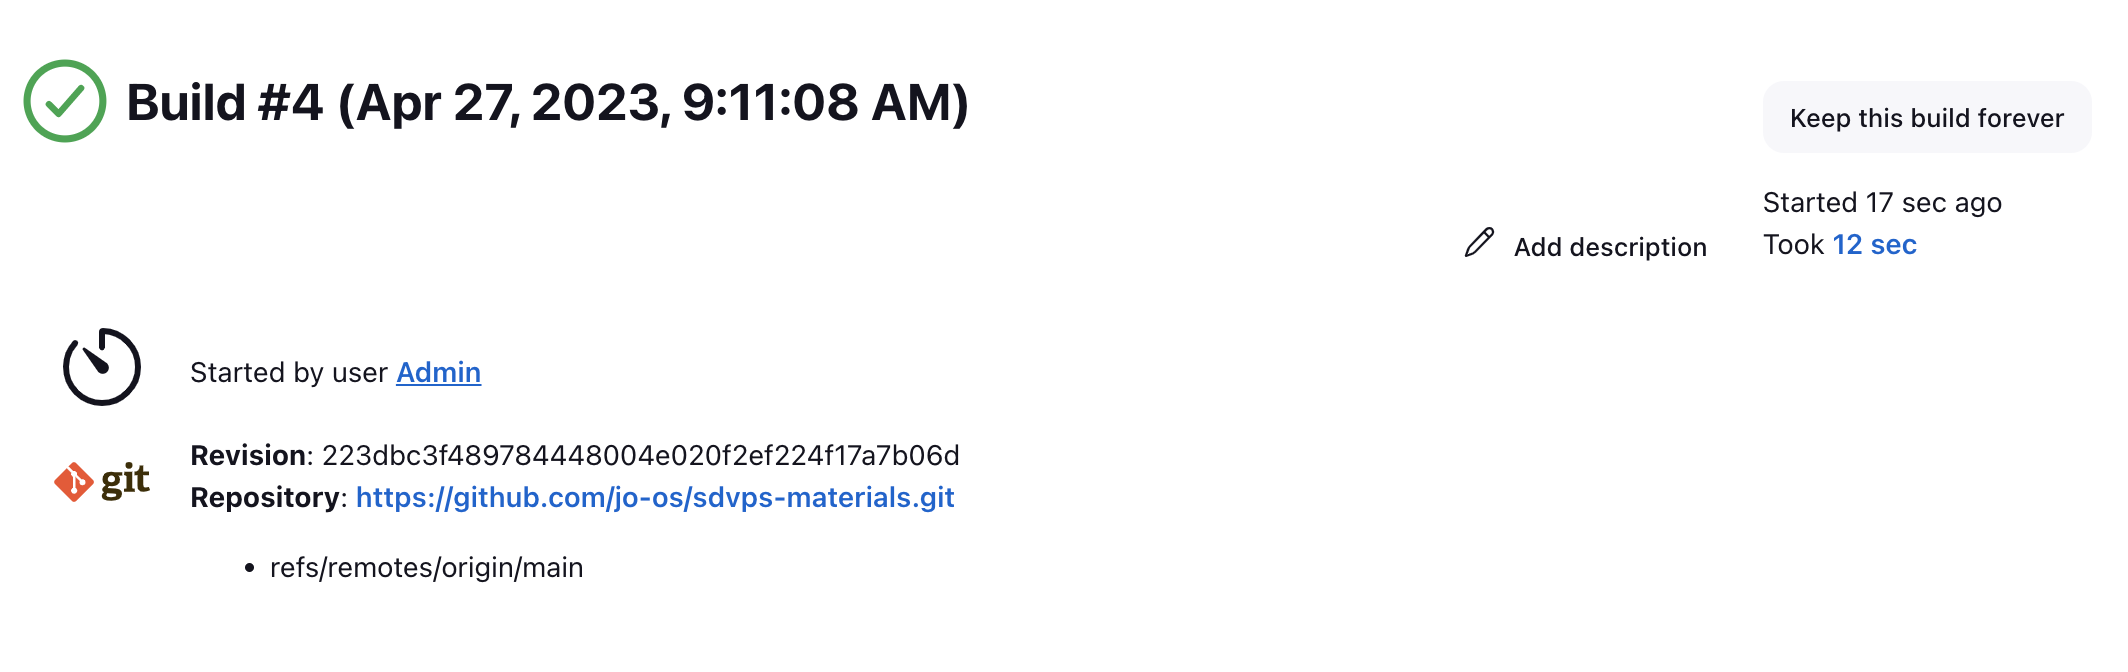 Build #4 (Apr 27, 2023, 9:11:08 AM)
Keep this build forever
Started 17 sec ago
Add description
Took 12 sec
Started by user Admin
git
Revision: 223dbc3f489784448004e020f2ef224f17a7b06d
Repository: https://github.com/jo-os/sdvps-materials.git
• refs/remotes/origin/main